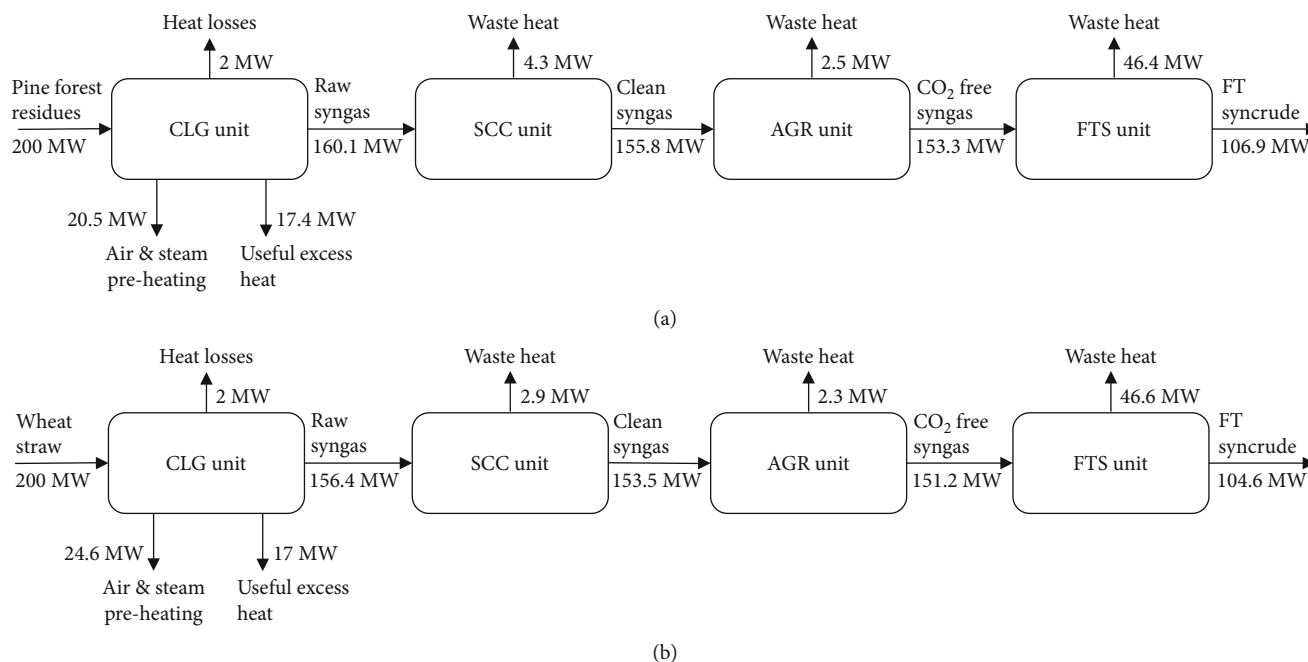 Heat losses
2 MW
Waste heat
4.3 MW
Waste heat
2.5 MW
Waste heat
46.4 MW
Pine forest
residues
200 MW
CLG unit
Raw
syngas
160.1 MW
SCC unit
Clean
syngas
155.8 MW
AGR unit
CO₂ free
syngas
153.3 MW
FTS unit
FT
syncrude
106.9 MW
20.5 MW
Air & steam
pre-heating
17.4 MW
Useful excess
heat
(a)
Heat losses
2 MW
Waste heat
2.9 MW
Waste heat
2.3 MW
Waste heat
46.6 MW
Wheat
straw
200 MW
CLG unit
Raw
syngas
156.4 MW
SCC unit
Clean
syngas
153.5 MW
AGR unit
CO₂ free
syngas
151.2 MW
FTS unit
FT
syncrude
104.6 MW
24.6 MW
Air & steam
pre-heating
17 MW
Useful excess
heat
(b)